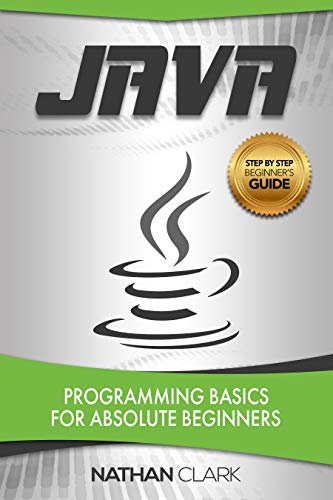 JAVA
STEP BY STEP
BEGINNER'S
GUIDE
PROGRAMMING BASICS
FOR ABSOLUTE BEGINNERS
NATHAN CLARK